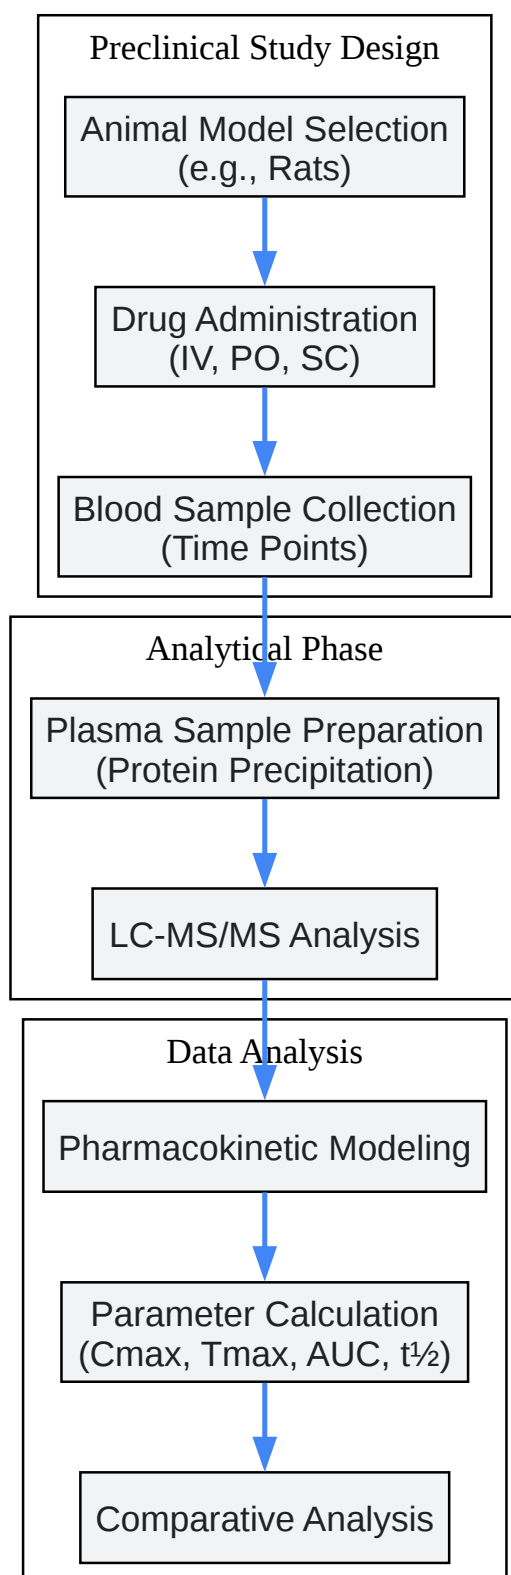 Preclinical Study Design
Animal Model Selection
(e.g., Rats)
Drug Administration
(IV, PO, SC)
Blood Sample Collection
(Time Points)
Analytical Phase
Plasma Sample Preparation
(Protein Precipitation)
LC-MS/MS Analysis
Data Analysis
Pharmacokinetic Modeling
Parameter Calculation
(Cmax, Tmax, AUC, t½)
Comparative Analysis